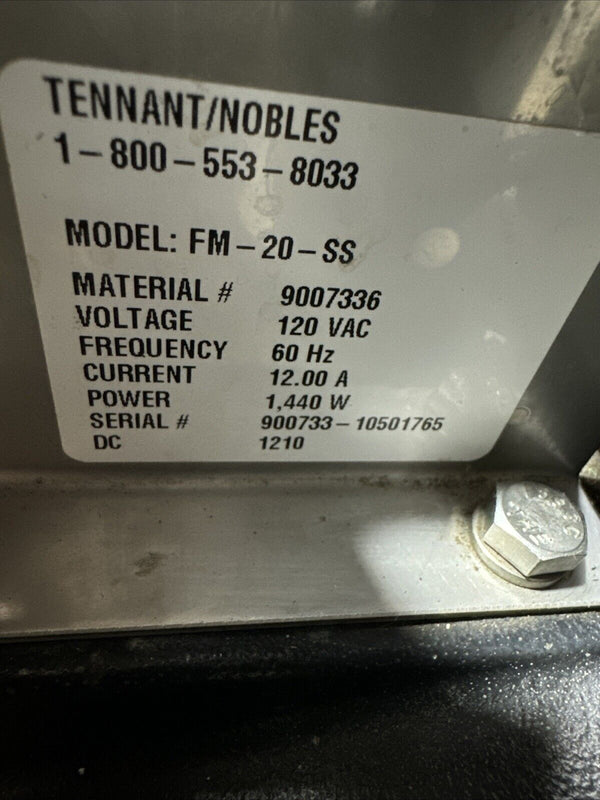 TENNANT/NOBLES
1-800-553-8033
MODEL: FM-20-SS
MATERIAL # 9007336
VOLTAGE 120 VAC
FREQUENCY 60 Hz
CURRENT 12.00 A
POWER 1,440 W
SERIAL # 900733-10501765
DC 1210